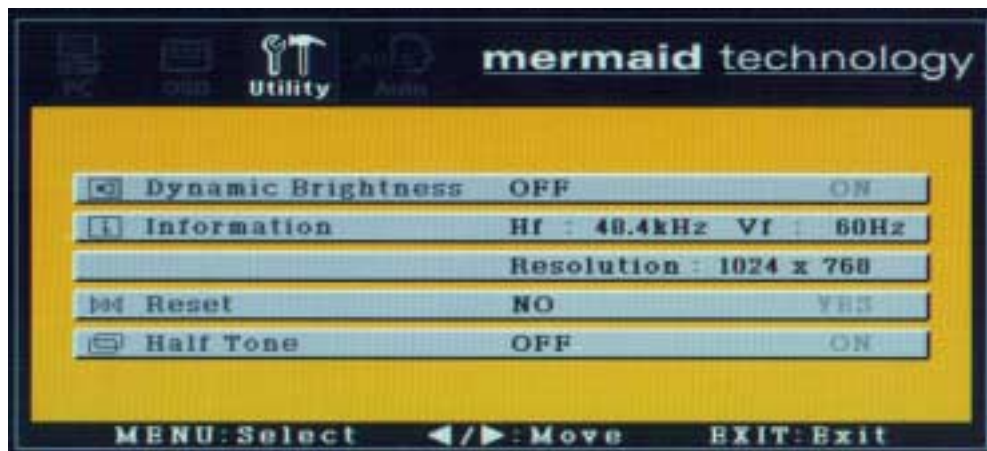 PC OSD Utility Auto
mermaid technology
Dynamic Brightness OFF ON
Information Hf : 48.4kHz Vf : 60Hz
Resolution : 1024 x 768
Reset NO YES
Half Tone OFF ON
MENU:Select ◀/▶:Move EXIT:Exit